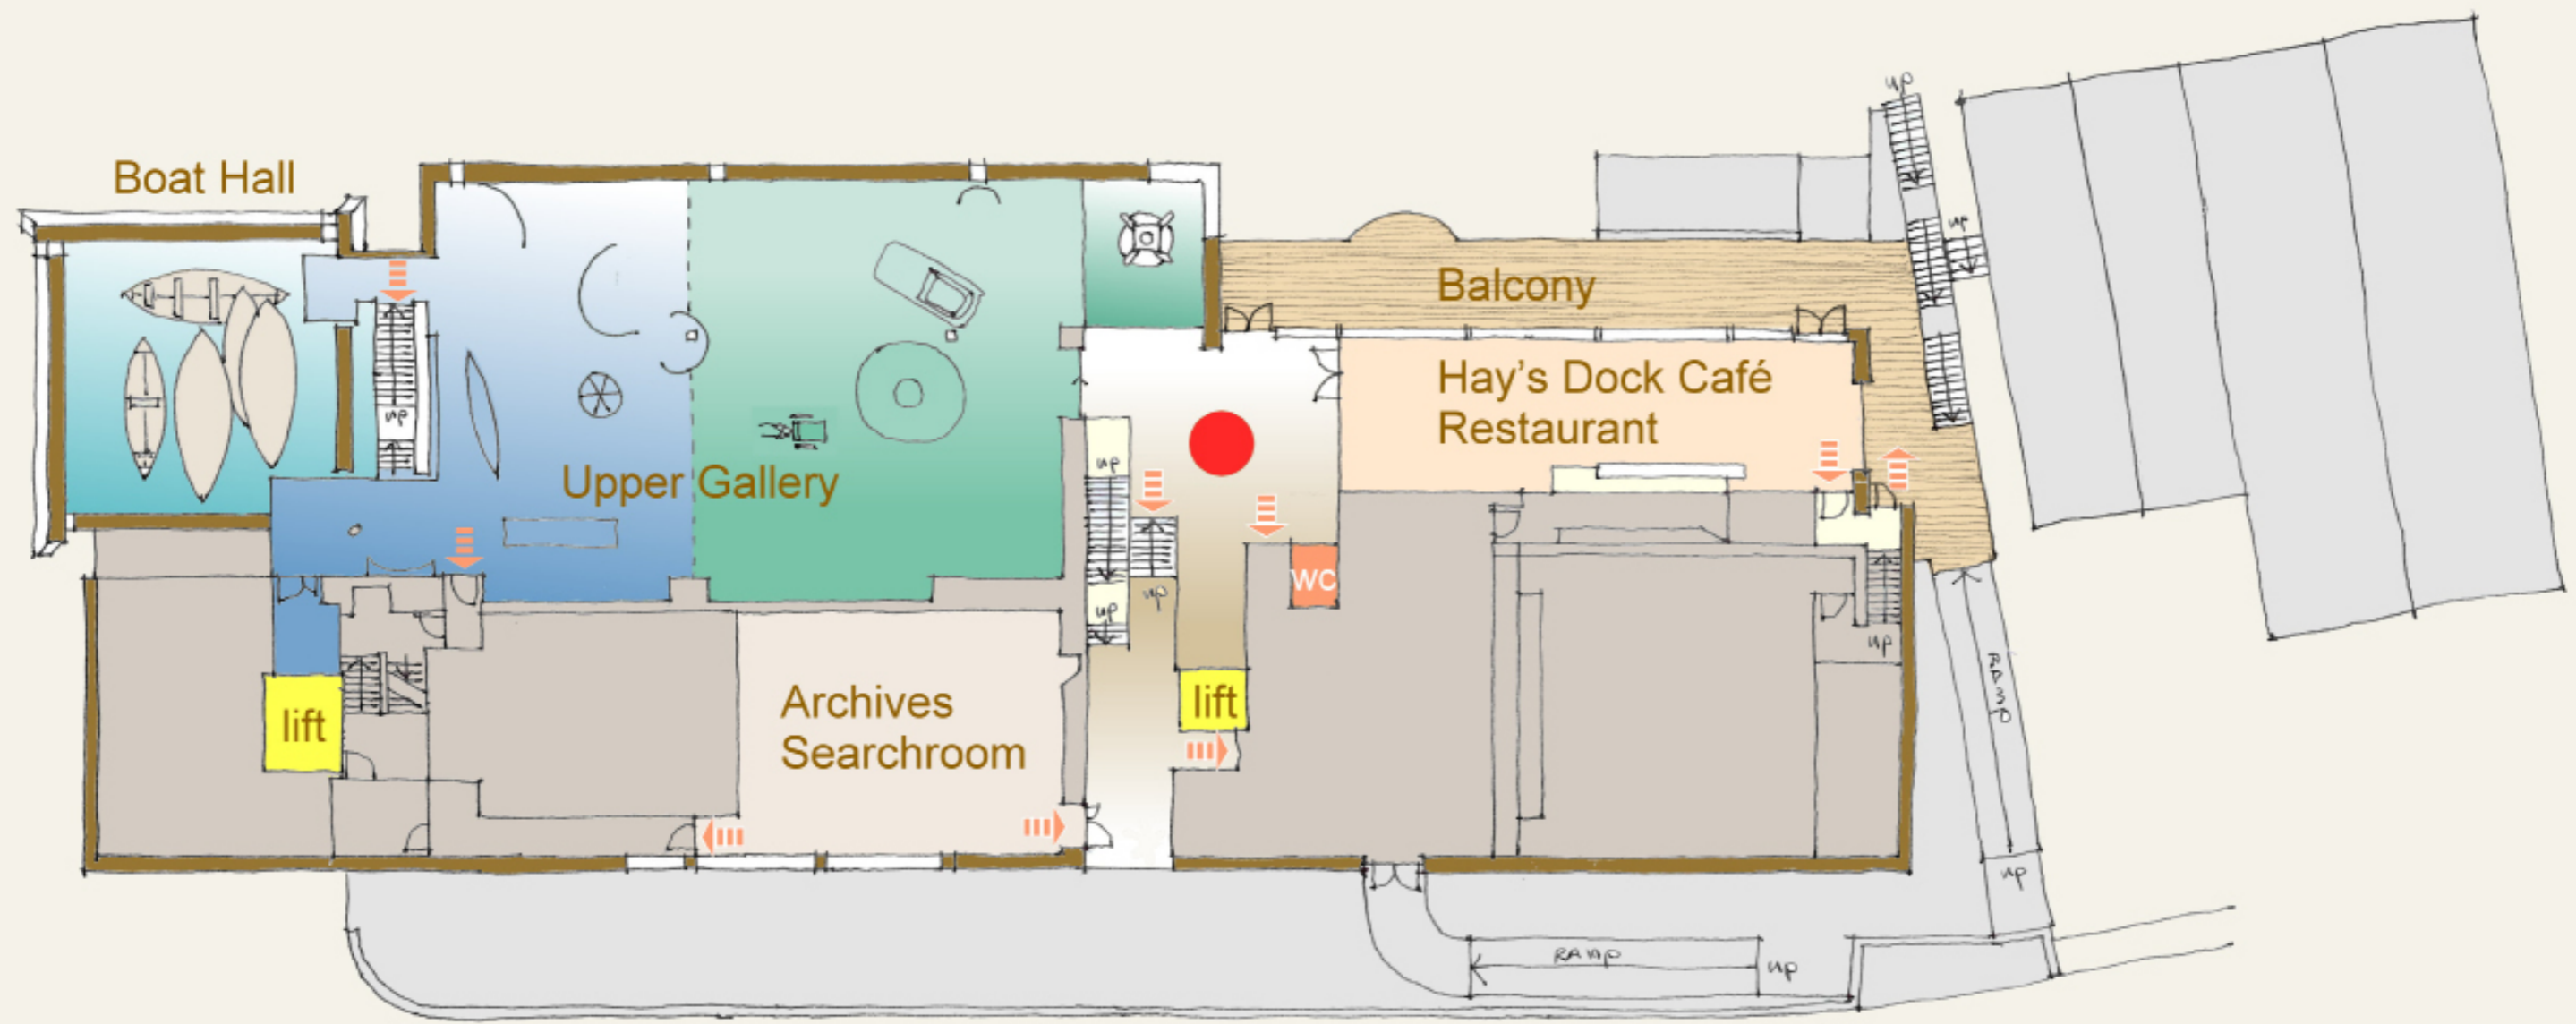 up
Boat Hall
up
Balcony
Hay's Dock Café
Restaurant
up
up
Upper Gallery
wc
up
up
up
RAMP
Archives
Searchroom
lift
lift
up
RAMP
up